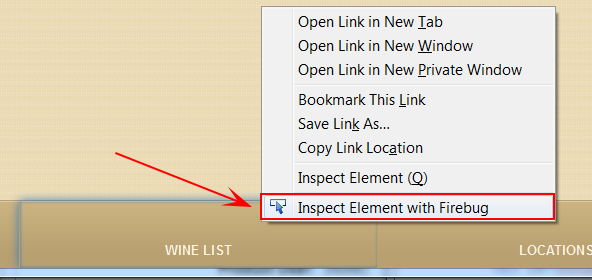 Open Link in New Tab
Open Link in New Window
Open Link in New Private Window
Bookmark This Link
Save Link As...
Copy Link Location
Inspect Element (Q)
Inspect Element with Firebug
WINE LIST
LOCATIONS